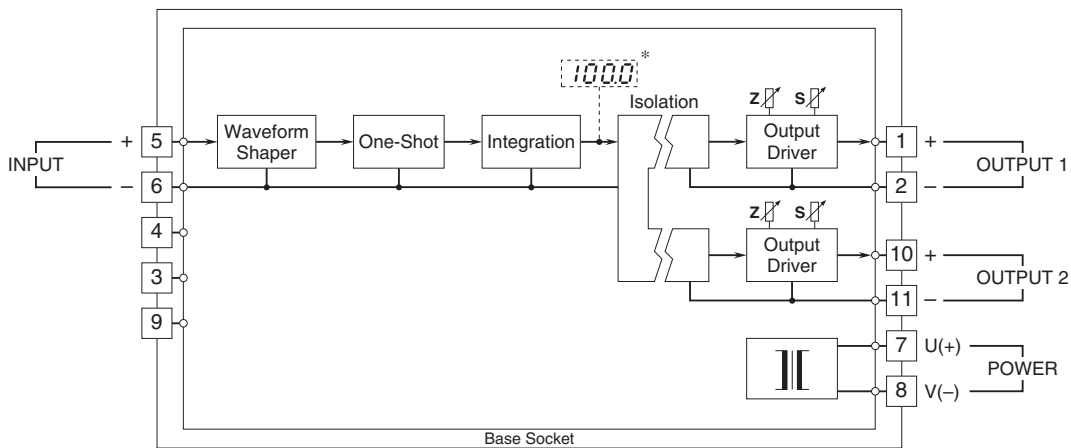 100.0 *
Isolation
Z S
+ 5 Waveform Shaper One-Shot Integration Output Driver 1 +
INPUT OUTPUT 1
– 6 2 –
4 Z S
3 Output Driver 10 +
OUTPUT 2
9 11 –
7 U(+)
POWER
8 V(–)
Base Socket